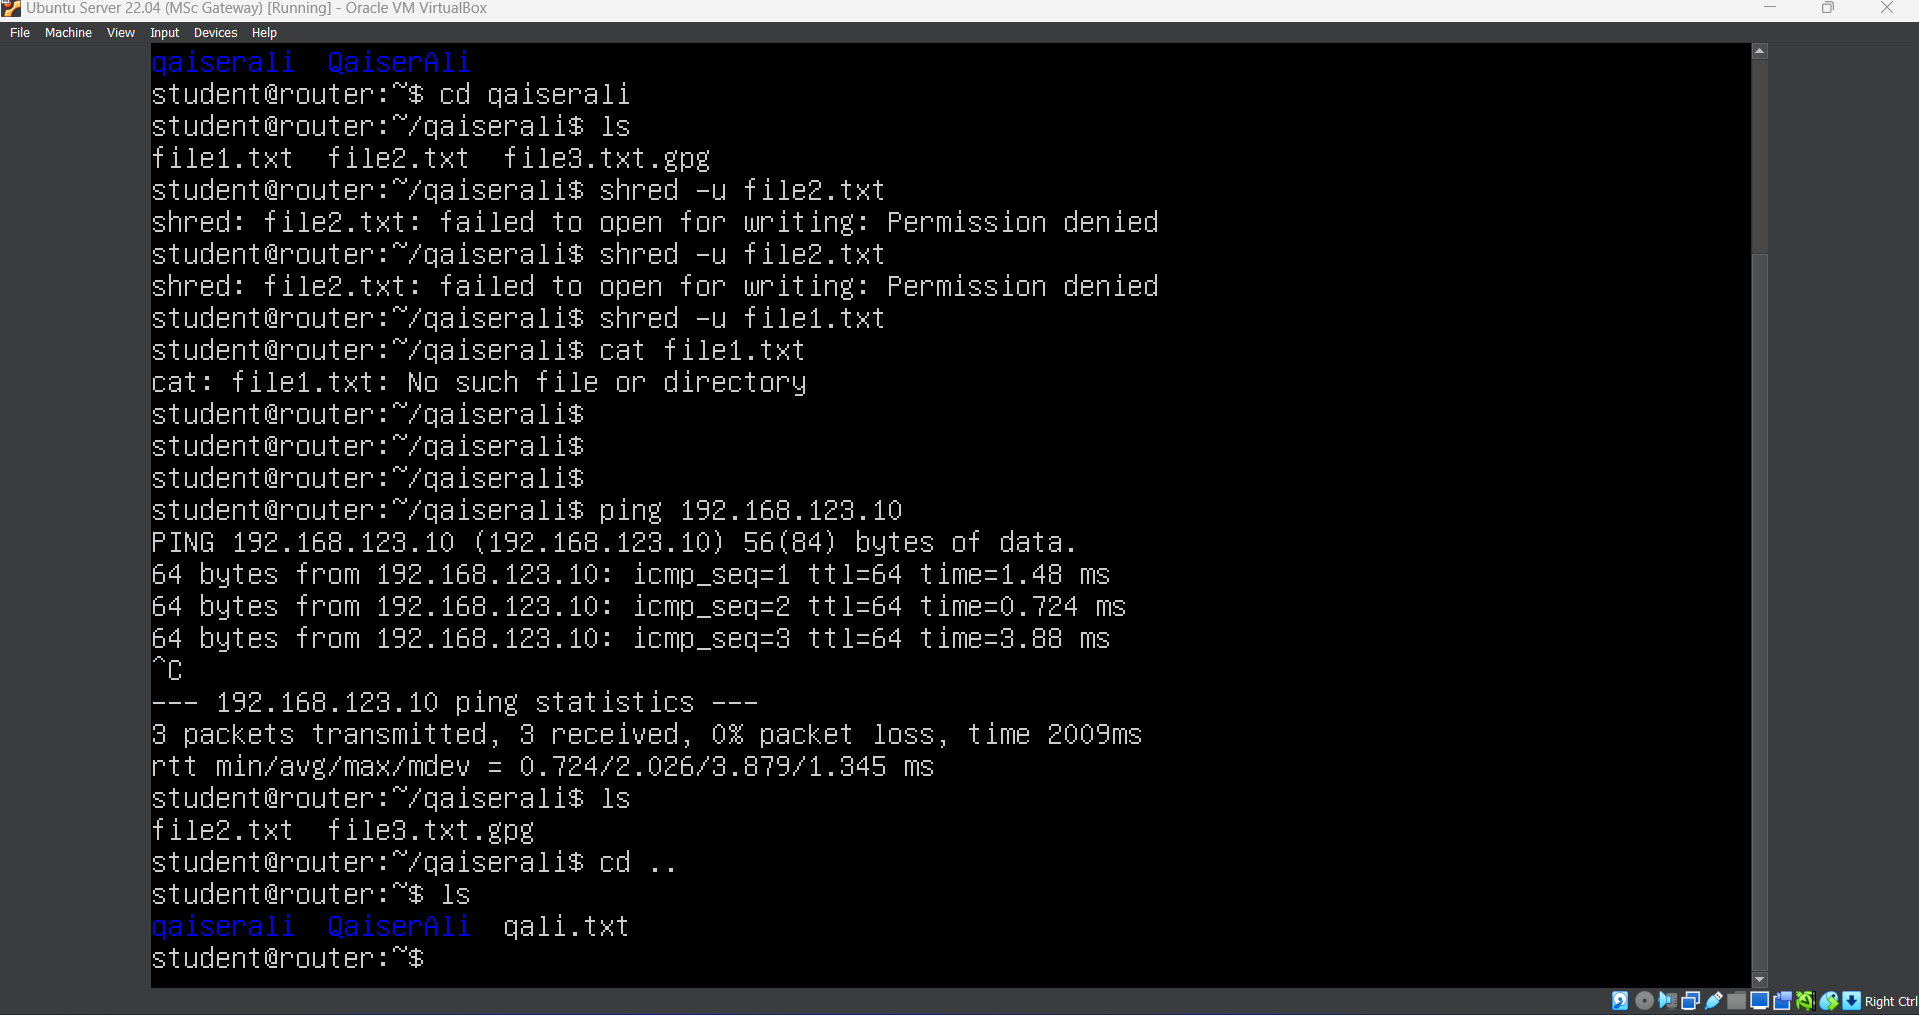 Ubuntu Server 22.04 (MSc Gateway) [Running] - Oracle VM VirtualBox
File Machine View Input Devices Help
qaiserali  QaiserAli
student@router:~$ cd qaiserali
student@router:~/qaiserali$ ls
file1.txt  file2.txt  file3.txt.gpg
student@router:~/qaiserali$ shred -u file2.txt
shred: file2.txt: failed to open for writing: Permission denied
student@router:~/qaiserali$ shred -u file2.txt
shred: file2.txt: failed to open for writing: Permission denied
student@router:~/qaiserali$ shred -u file1.txt
student@router:~/qaiserali$ cat file1.txt
cat: file1.txt: No such file or directory
student@router:~/qaiserali$
student@router:~/qaiserali$
student@router:~/qaiserali$
student@router:~/qaiserali$ ping 192.168.123.10
PING 192.168.123.10 (192.168.123.10) 56(84) bytes of data.
64 bytes from 192.168.123.10: icmp_seq=1 ttl=64 time=1.48 ms
64 bytes from 192.168.123.10: icmp_seq=2 ttl=64 time=0.724 ms
64 bytes from 192.168.123.10: icmp_seq=3 ttl=64 time=3.88 ms
^C
--- 192.168.123.10 ping statistics ---
3 packets transmitted, 3 received, 0% packet loss, time 2009ms
rtt min/avg/max/mdev = 0.724/2.026/3.879/1.345 ms
student@router:~/qaiserali$ ls
file2.txt  file3.txt.gpg
student@router:~/qaiserali$ cd ..
student@router:~$ ls
qaiserali  QaiserAli  qali.txt
student@router:~$
Right Ctrl